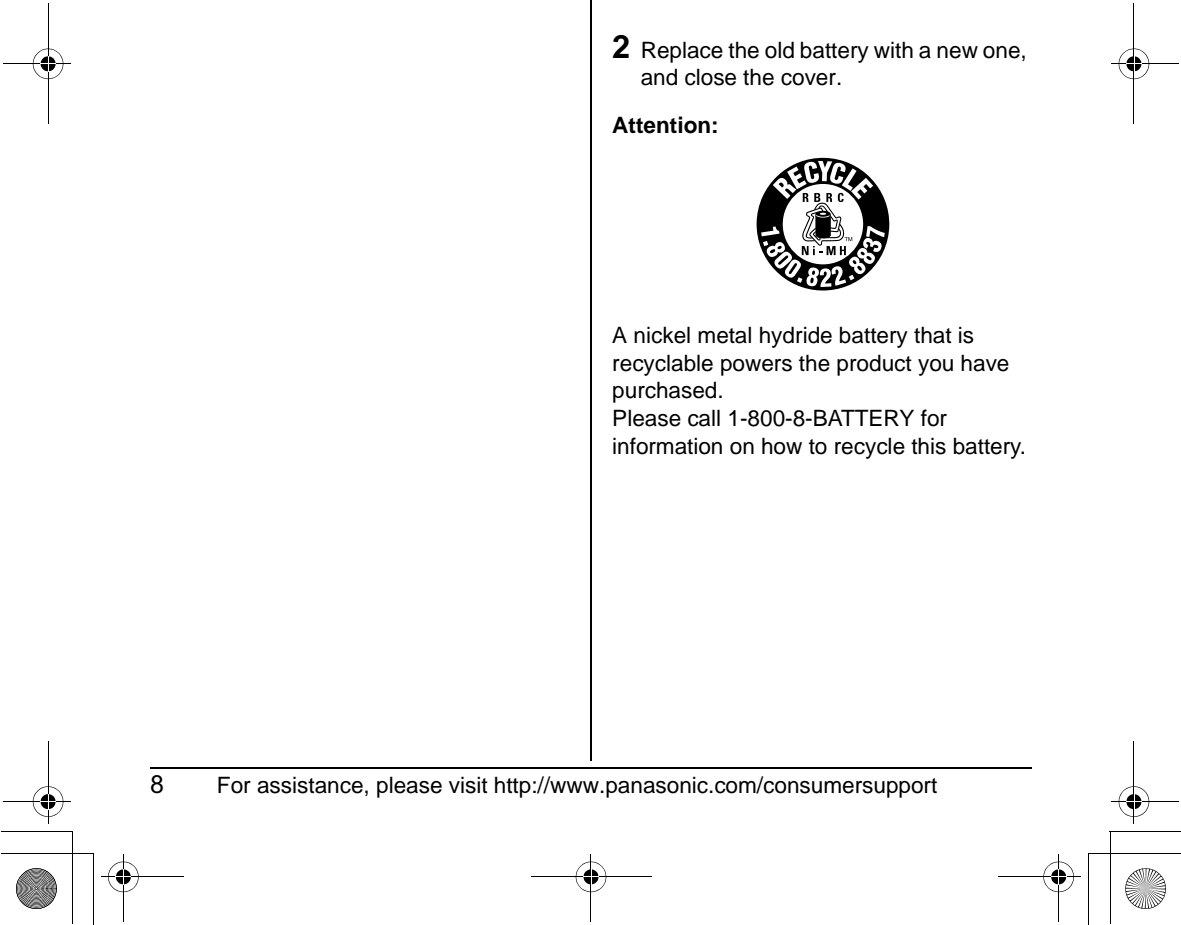 2 Replace the old battery with a new one,
and close the cover.
Attention:
RECYCLE
RBRC
TM
Ni-MH
1.800.822.8837
A nickel metal hydride battery that is
recyclable powers the product you have
purchased.
Please call 1-800-8-BATTERY for
information on how to recycle this battery.
8 For assistance, please visit http://www.panasonic.com/consumersupport